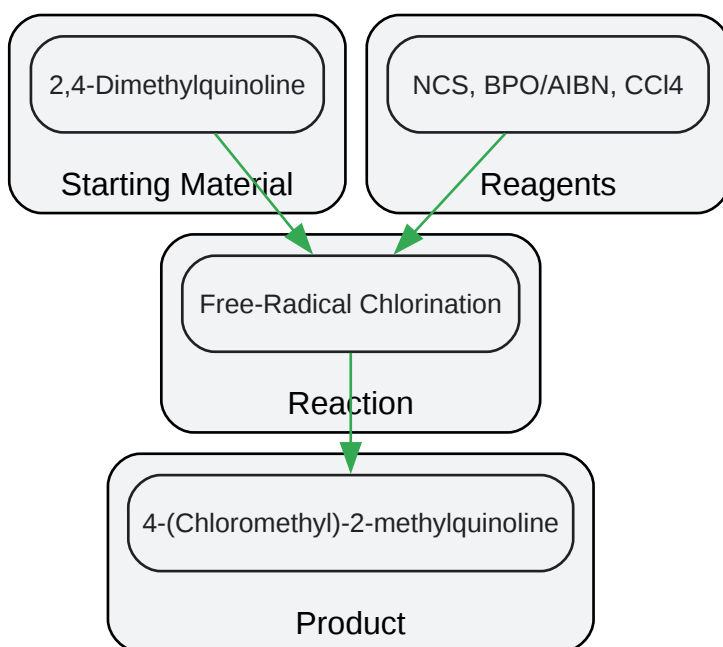 2,4-Dimethylquinoline
Starting Material
NCS, BPO/AIBN, CCl4
Reagents
Free-Radical Chlorination
Reaction
4-(Chloromethyl)-2-methylquinoline
Product